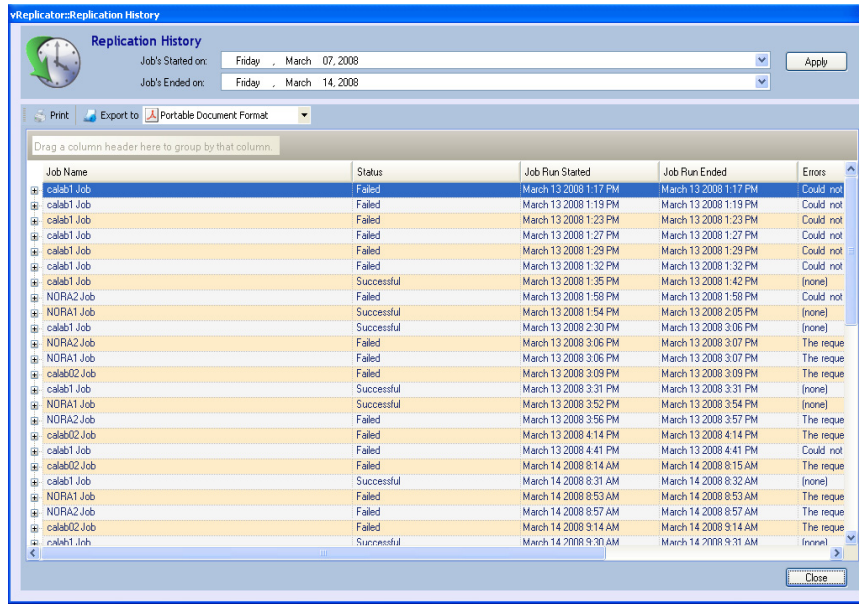 vReplicator::Replication History
Replication History
Job's Started on: Friday , March 07, 2008 Apply
Job's Ended on: Friday , March 14, 2008
Print Export to Portable Document Format
Drag a column header here to group by that column.
Job Name Status Job Run Started Job Run Ended Errors
calab1 Job Failed March 13 2008 1:17 PM March 13 2008 1:17 PM Could not
calab1 Job Failed March 13 2008 1:19 PM March 13 2008 1:19 PM Could not
calab1 Job Failed March 13 2008 1:23 PM March 13 2008 1:23 PM Could not
calab1 Job Failed March 13 2008 1:27 PM March 13 2008 1:27 PM Could not
calab1 Job Failed March 13 2008 1:29 PM March 13 2008 1:29 PM Could not
calab1 Job Failed March 13 2008 1:32 PM March 13 2008 1:32 PM Could not
calab1 Job Successful March 13 2008 1:35 PM March 13 2008 1:42 PM (none)
NORA2 Job Failed March 13 2008 1:58 PM March 13 2008 1:58 PM Could not
NORA1 Job Successful March 13 2008 1:54 PM March 13 2008 2:05 PM (none)
calab1 Job Successful March 13 2008 2:30 PM March 13 2008 3:06 PM (none)
NORA2 Job Failed March 13 2008 3:06 PM March 13 2008 3:07 PM The reque
NORA1 Job Failed March 13 2008 3:06 PM March 13 2008 3:07 PM The reque
calab02 Job Failed March 13 2008 3:09 PM March 13 2008 3:09 PM The reque
calab1 Job Successful March 13 2008 3:31 PM March 13 2008 3:31 PM (none)
NORA1 Job Successful March 13 2008 3:52 PM March 13 2008 3:54 PM (none)
NORA2 Job Failed March 13 2008 3:56 PM March 13 2008 3:57 PM The reque
calab02 Job Failed March 13 2008 4:14 PM March 13 2008 4:14 PM The reque
calab1 Job Failed March 13 2008 4:41 PM March 13 2008 4:41 PM Could not
calab02 Job Failed March 14 2008 8:14 AM March 14 2008 8:15 AM The reque
calab1 Job Successful March 14 2008 8:31 AM March 14 2008 8:32 AM (none)
NORA1 Job Failed March 14 2008 8:53 AM March 14 2008 8:53 AM The reque
NORA2 Job Failed March 14 2008 8:57 AM March 14 2008 8:57 AM The reque
calab02 Job Failed March 14 2008 9:14 AM March 14 2008 9:14 AM The reque
calab1 Job Successful March 14 2008 9:30 AM March 14 2008 9:31 AM (none)
Close